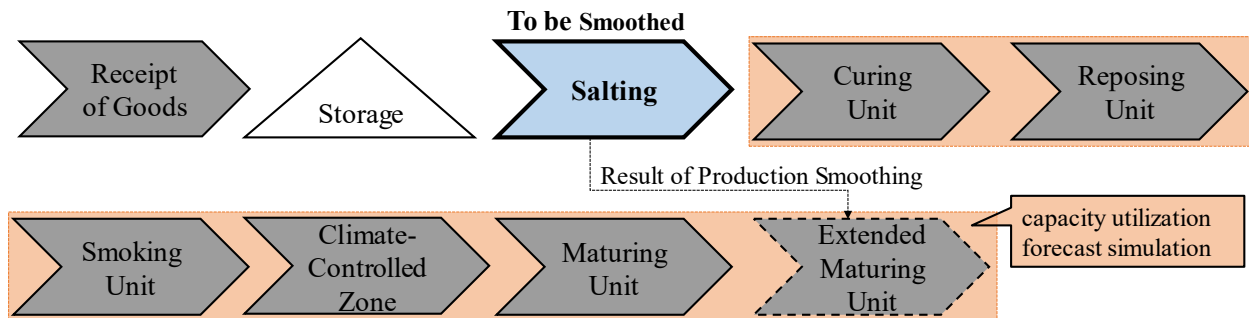 To be Smoothed
Receipt
of Goods
Storage
Salting
Curing
Unit
Reposing
Unit
Result of Production Smoothing
Smoking
Unit
Climate-
Controlled
Zone
Maturing
Unit
Extended
Maturing
Unit
capacity utilization
forecast simulation